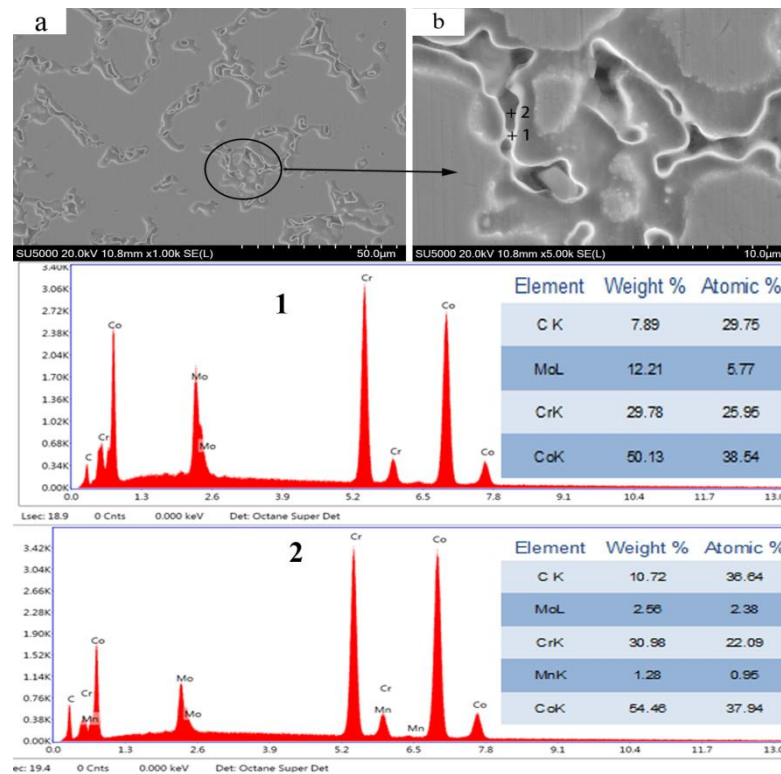 a
b
2
1
SU5000 20.0kV 10.8mm x1.00k SE(L) 50.0µm
SU5000 20.0kV 10.8mm x5.00k SE(L) 10.0µm
3.40K
3.06K
2.72K
2.38K
2.04K
1.70K
1.36K
1.02K
0.68K
0.34K
0.00K
1
C
Cr
Co
Mo
Mo
Cr
Cr
Co
Co
0.0 1.3 2.6 3.9 5.2 6.5 7.8 9.1 10.4 11.7 13.0
Element Weight % Atomic %
C K 7.89 29.75
MoL 12.21 5.77
CrK 29.78 25.95
CoK 50.13 38.54
Lsec: 18.9 0 Cnts 0.000 keV Det: Octane Super Det
3.42K
3.04K
2.66K
2.28K
1.90K
1.52K
1.14K
0.76K
0.38K
0.00K
2
C
Cr
Mn
Co
Mo
Mo
Cr
Cr
Mn
Mn
Co
Co
0.0 1.3 2.6 3.9 5.2 6.5 7.8 9.1 10.4 11.7 13.0
Element Weight % Atomic %
C K 10.72 36.64
MoL 2.56 2.38
CrK 30.98 22.09
MnK 1.28 0.95
CoK 54.46 37.94
ec: 19.4 0 Cnts 0.000 keV Det: Octane Super Det